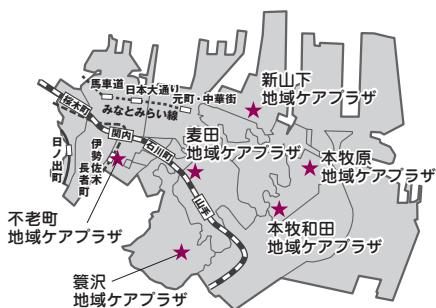 馬車道
日本大通り
元町・中華街
みなとみらい線
桜木町
関内
石川町
山手
日ノ出町
伊勢佐木
長者町
新山下
地域ケアプラザ
麦田
地域ケアプラザ
本牧原
地域ケアプラザ
本牧和田
地域ケアプラザ
不老町
地域ケアプラザ
簑沢
地域ケアプラザ